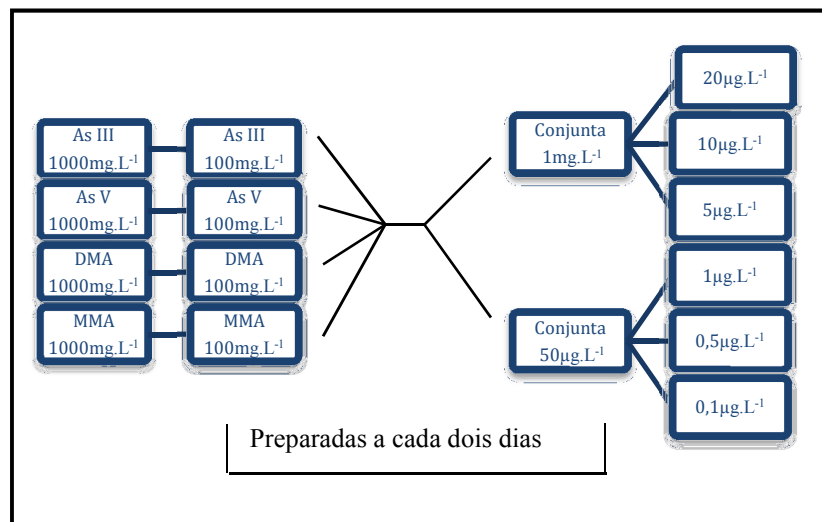 As III
1000mg.L⁻¹
As III
100mg.L⁻¹
As V
1000mg.L⁻¹
As V
100mg.L⁻¹
DMA
1000mg.L⁻¹
DMA
100mg.L⁻¹
MMA
1000mg.L⁻¹
MMA
100mg.L⁻¹
Conjunta
1mg.L⁻¹
20µg.L⁻¹
10µg.L⁻¹
5µg.L⁻¹
Conjunta
50µg.L⁻¹
1µg.L⁻¹
0,5µg.L⁻¹
0,1µg.L⁻¹
Preparadas a cada dois dias